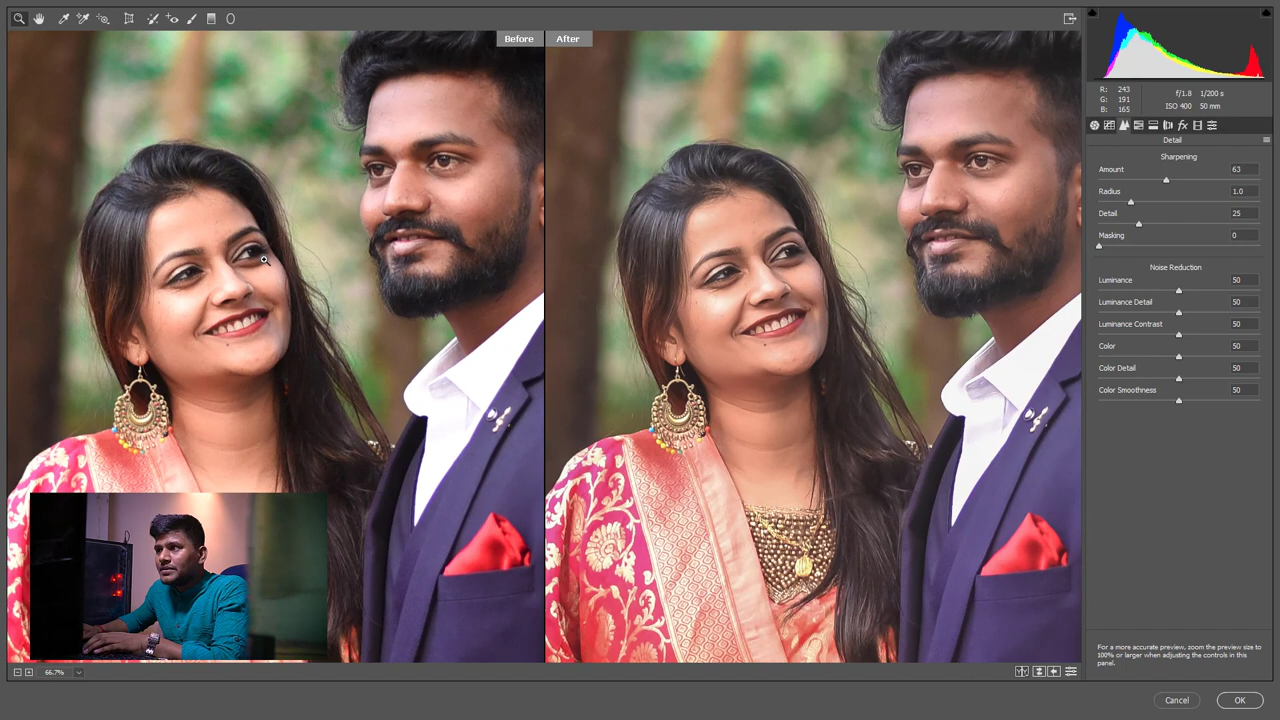 Before
After
R: 243
G: 191
B: 165
f/1.8 1/200 s
ISO 400 50 mm
Detail
Sharpening
Amount 63
Radius 1.0
Detail 25
Masking 0
Noise Reduction
Luminance 50
Luminance Detail 50
Luminance Contrast 50
Color 50
Color Detail 50
Color Smoothness 50
For a more accurate preview, zoom the preview size to
100% or larger when adjusting the controls in this
panel.
66.7%
Cancel
OK